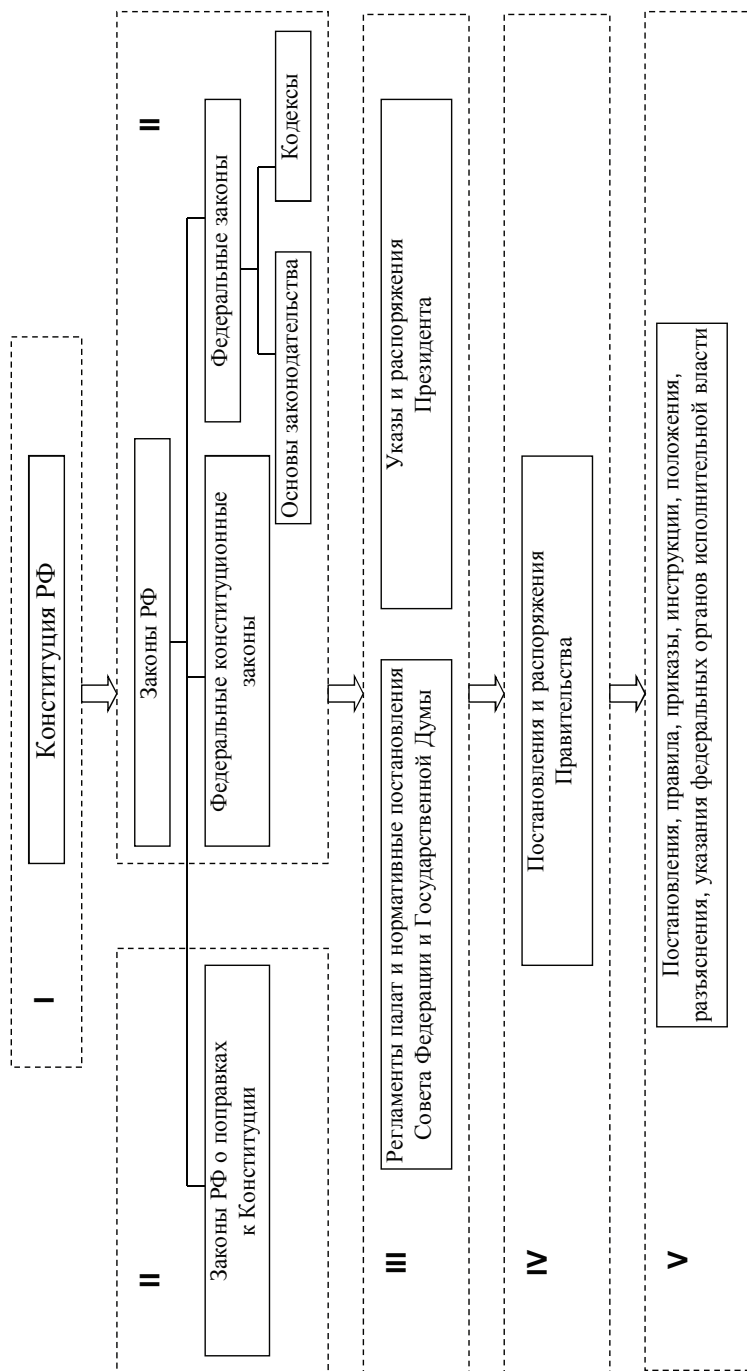 I
Конституция РФ
II
Законы РФ
II
Законы РФ о поправках
к Конституции
Федеральные конституционные
законы
Федеральные законы
Основы законодательства
Кодексы
III
Регламенты палат и нормативные постановления
Совета Федерации и Государственной Думы
Указы и распоряжения
Президента
IV
Постановления и распоряжения
Правительства
V
Постановления, правила, приказы, инструкции, положения,
разъяснения, указания федеральных органов исполнительной власти